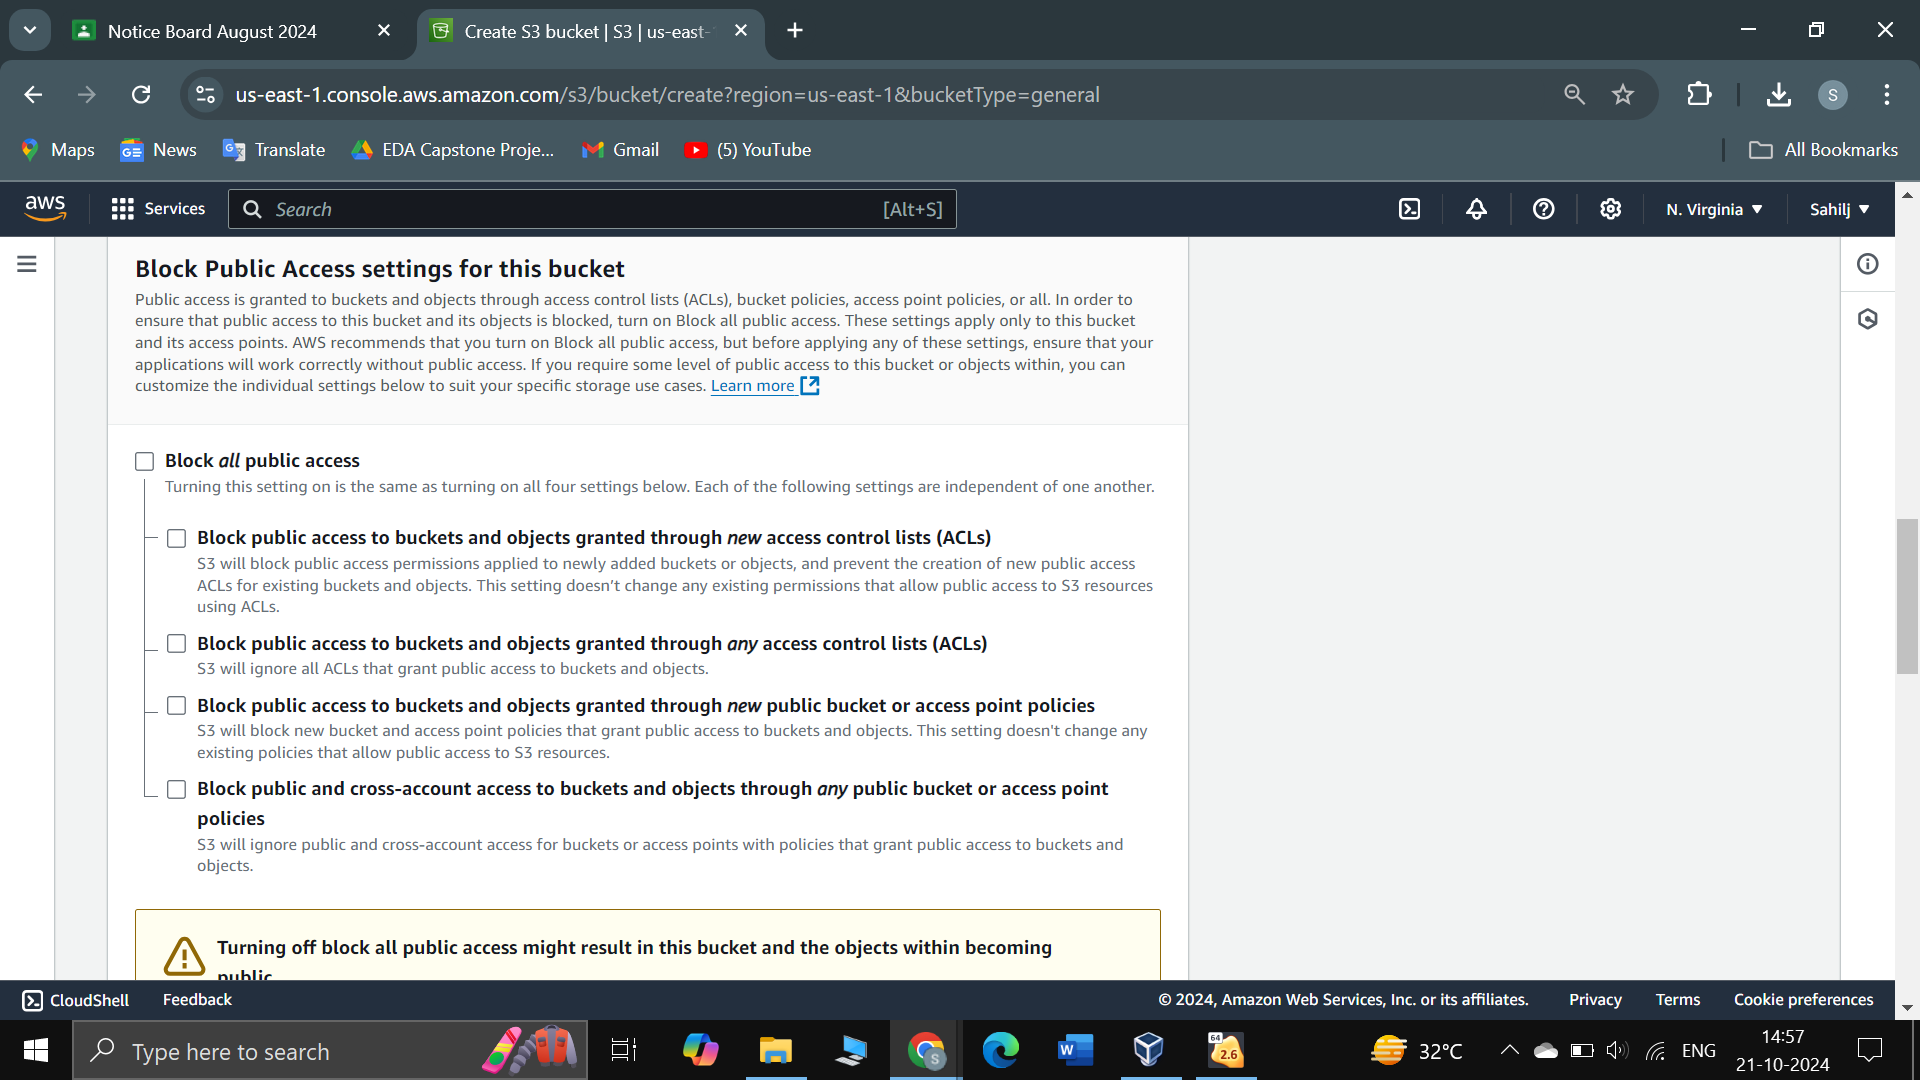 Notice Board August 2024
Create S3 bucket | S3 | us-east-
us-east-1.console.aws.amazon.com/s3/bucket/create?region=us-east-1&bucketType=general
S
Maps
News
Translate
EDA Capstone Proje...
Gmail
(5) YouTube
All Bookmarks
aws
Services
Search
[Alt+S]
N. Virginia
Sahilj
Block Public Access settings for this bucket
Public access is granted to buckets and objects through access control lists (ACLs), bucket policies, access point policies, or all. In order to
ensure that public access to this bucket and its objects is blocked, turn on Block all public access. These settings apply only to this bucket
and its access points. AWS recommends that you turn on Block all public access, but before applying any of these settings, ensure that your
applications will work correctly without public access. If you require some level of public access to this bucket or objects within, you can
customize the individual settings below to suit your specific storage use cases. Learn more
Block all public access
Turning this setting on is the same as turning on all four settings below. Each of the following settings are independent of one another.
Block public access to buckets and objects granted through new access control lists (ACLs)
S3 will block public access permissions applied to newly added buckets or objects, and prevent the creation of new public access
ACLs for existing buckets and objects. This setting doesn’t change any existing permissions that allow public access to S3 resources
using ACLs.
Block public access to buckets and objects granted through any access control lists (ACLs)
S3 will ignore all ACLs that grant public access to buckets and objects.
Block public access to buckets and objects granted through new public bucket or access point policies
S3 will block new bucket and access point policies that grant public access to buckets and objects. This setting doesn't change any
existing policies that allow public access to S3 resources.
Block public and cross-account access to buckets and objects through any public bucket or access point
policies
S3 will ignore public and cross-account access for buckets or access points with policies that grant public access to buckets and
objects.
Turning off block all public access might result in this bucket and the objects within becoming
public
CloudShell
Feedback
© 2024, Amazon Web Services, Inc. or its affiliates.
Privacy
Terms
Cookie preferences
Type here to search
S
W
64
2.6
32°C
ENG
14:57
21-10-2024